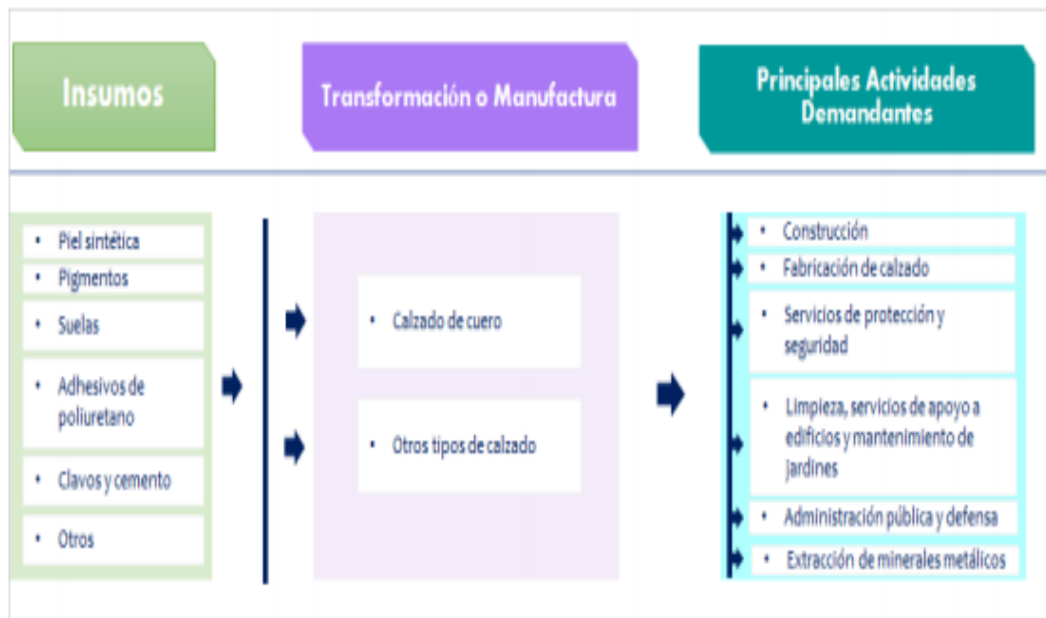 Insumos
Transformación o Manufactura
Principales Actividades
Demandantes
• Piel sintética
• Pigmentos
• Suelas
• Adhesivos de
poliuretano
• Clavos y cemento
• Otros
• Calzado de cuero
• Otros tipos de calzado
• Construcción
• Fabricación de calzado
• Servicios de protección y
seguridad
• Limpieza, servicios de apoyo a
edificios y mantenimiento de
jardines
• Administración pública y defensa
• Extracción de minerales metálicos